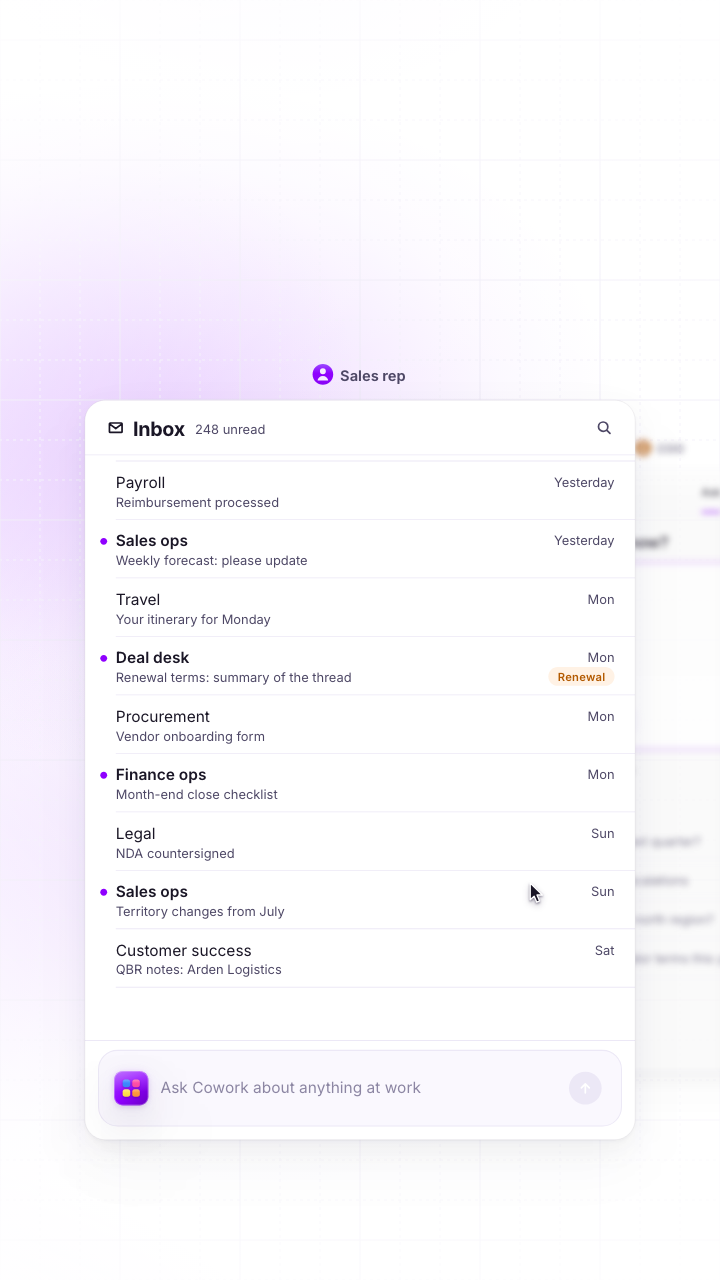 Sales rep
Inbox 248 unread
Payroll Yesterday
Reimbursement processed
Sales ops Yesterday
Weekly forecast: please update
Travel Mon
Your itinerary for Monday
Deal desk Mon
Renewal terms: summary of the thread Renewal
Procurement Mon
Vendor onboarding form
Finance ops Mon
Month-end close checklist
Legal Sun
NDA countersigned
Sales ops Sun
Territory changes from July
Customer success Sat
QBR notes: Arden Logistics
Ask Cowork about anything at work